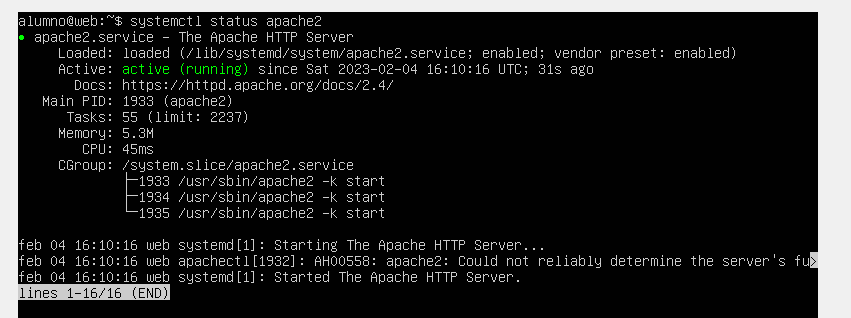 alumno@web:~$ systemctl status apache2
● apache2.service - The Apache HTTP Server
Loaded: loaded (/lib/systemd/system/apache2.service; enabled; vendor preset: enabled)
Active: active (running) since Sat 2023-02-04 16:10:16 UTC; 31s ago
Docs: https://httpd.apache.org/docs/2.4/
Main PID: 1933 (apache2)
Tasks: 55 (limit: 2237)
Memory: 5.3M
CPU: 45ms
CGroup: /system.slice/apache2.service
├─1933 /usr/sbin/apache2 -k start
├─1934 /usr/sbin/apache2 -k start
└─1935 /usr/sbin/apache2 -k start
feb 04 16:10:16 web systemd[1]: Starting The Apache HTTP Server...
feb 04 16:10:16 web apachectl[1932]: AH00558: apache2: Could not reliably determine the server's fu>
feb 04 16:10:16 web systemd[1]: Started The Apache HTTP Server.
lines 1-16/16 (END)